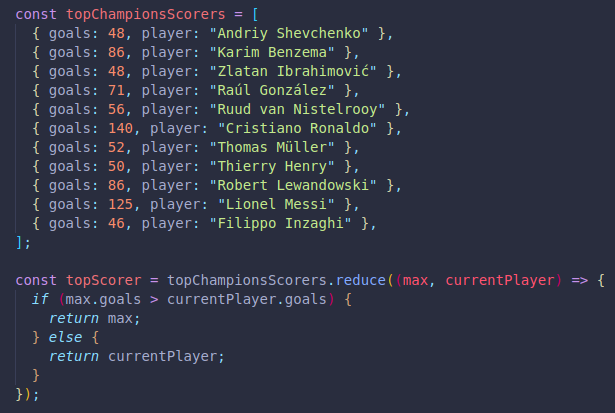 const topChampionsScorers = [
  { goals: 48, player: "Andriy Shevchenko" },
  { goals: 86, player: "Karim Benzema" },
  { goals: 48, player: "Zlatan Ibrahimović" },
  { goals: 71, player: "Raúl González" },
  { goals: 56, player: "Ruud van Nistelrooy" },
  { goals: 140, player: "Cristiano Ronaldo" },
  { goals: 52, player: "Thomas Müller" },
  { goals: 50, player: "Thierry Henry" },
  { goals: 86, player: "Robert Lewandowski" },
  { goals: 125, player: "Lionel Messi" },
  { goals: 46, player: "Filippo Inzaghi" },
];

const topScorer = topChampionsScorers.reduce((max, currentPlayer) => {
  if (max.goals > currentPlayer.goals) {
    return max;
  } else {
    return currentPlayer;
  }
});